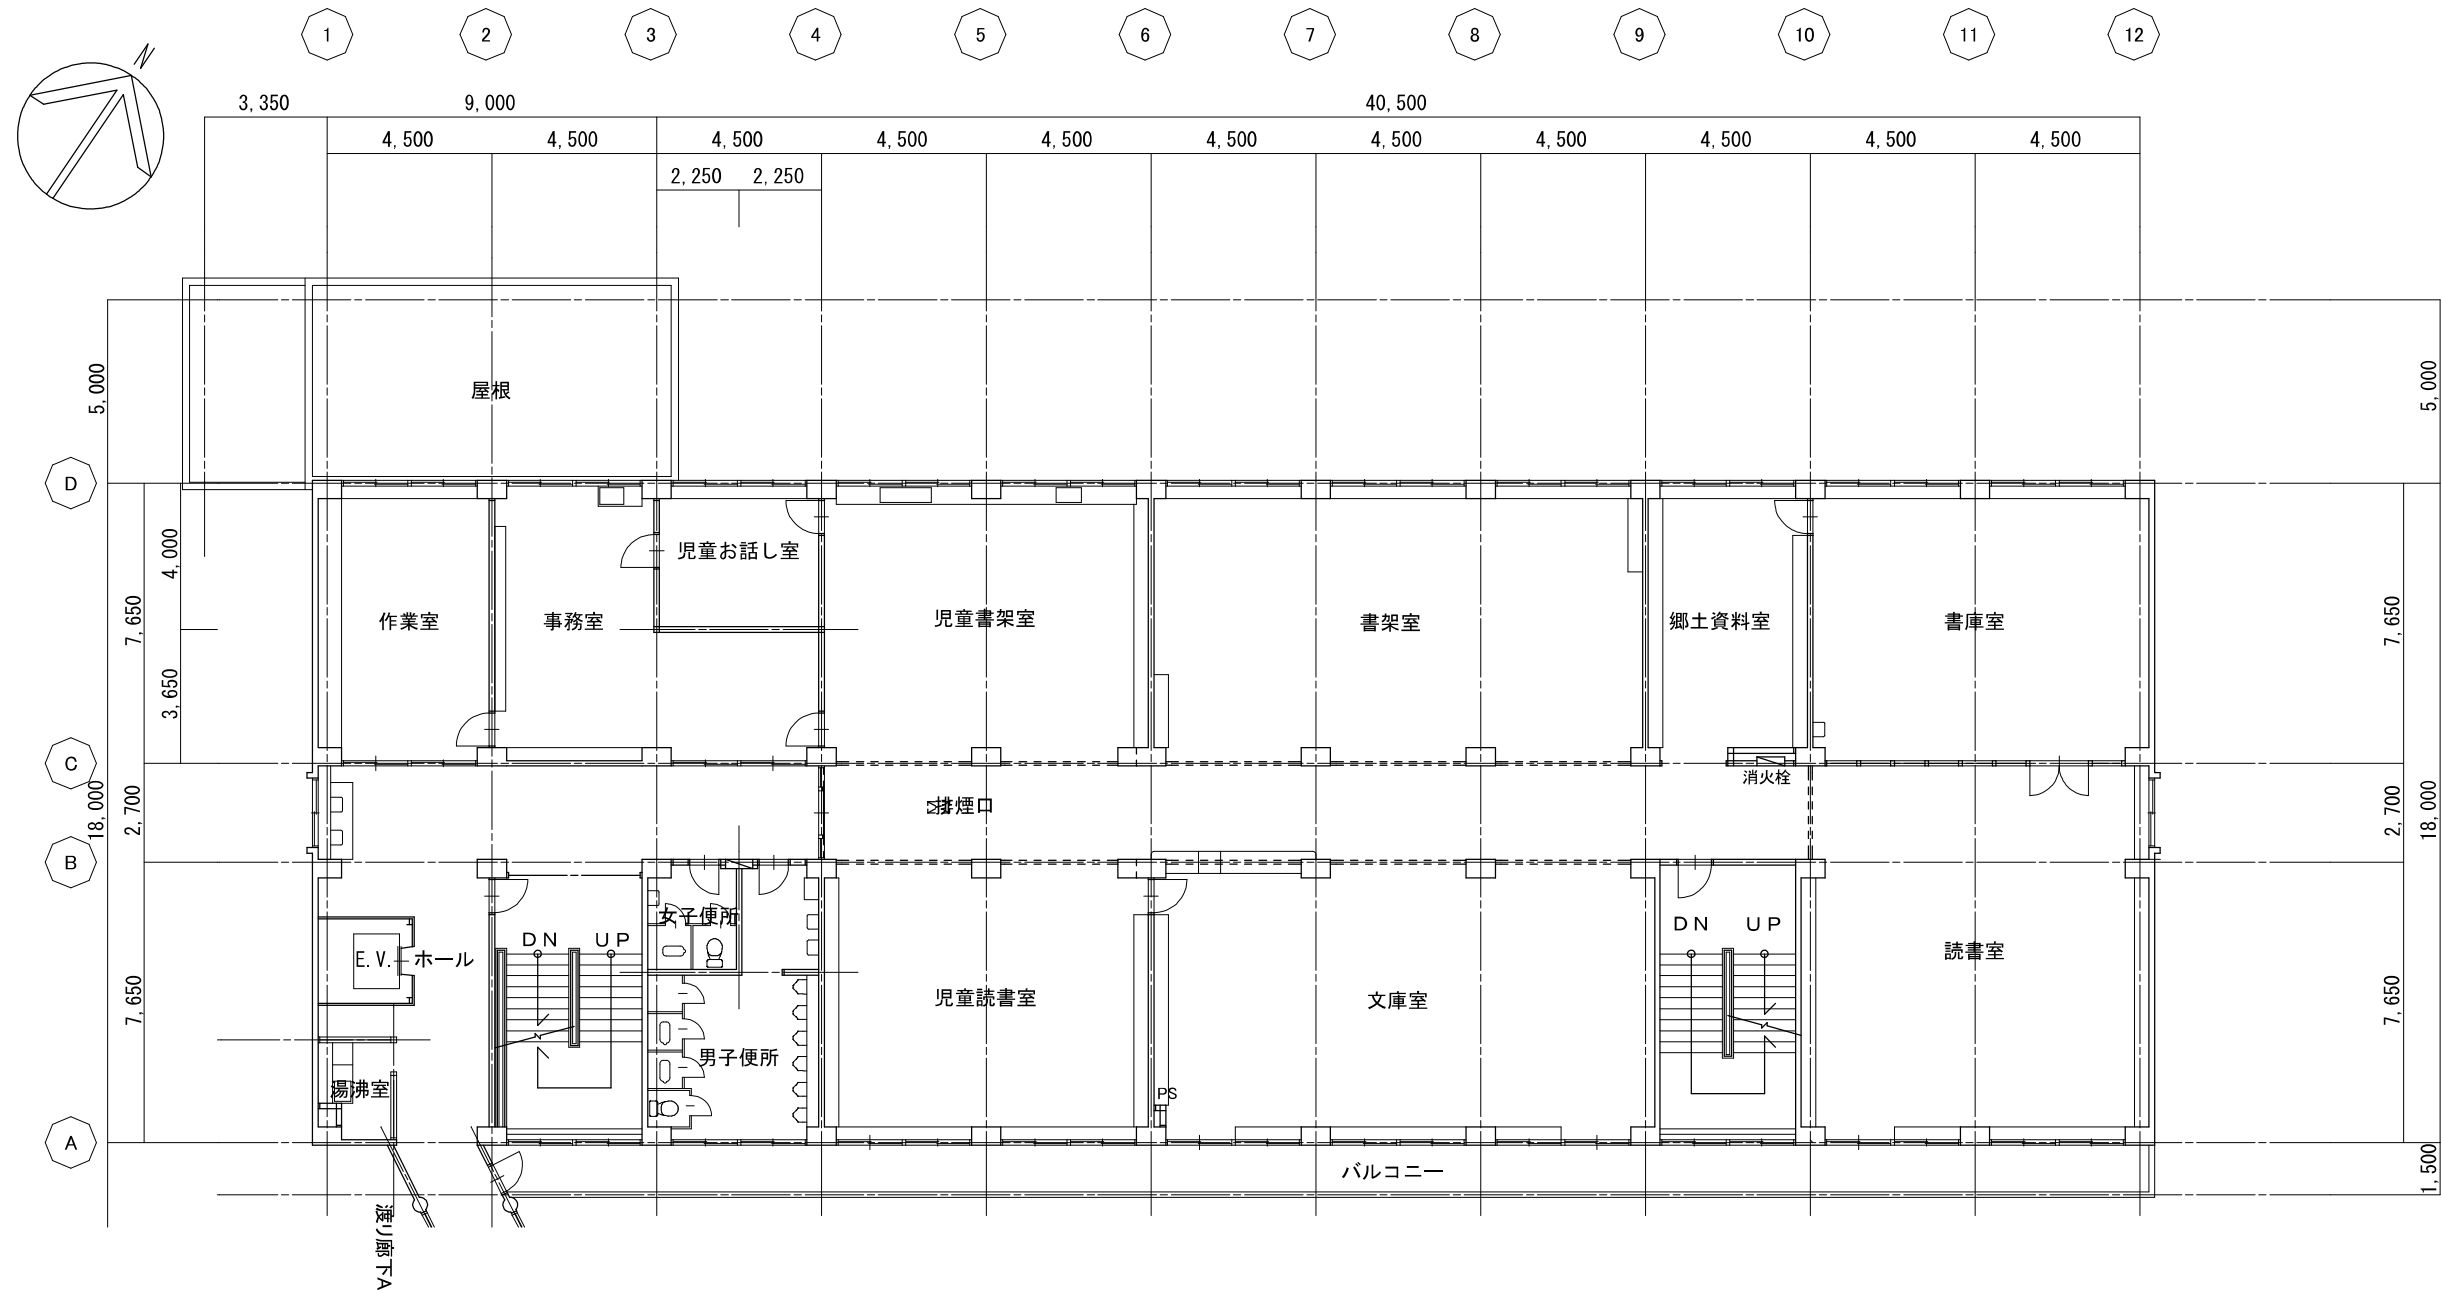 1 2 3 4 5 6 7 8 9 10 11 12
N
3,350 9,000 40,500
4,500 4,500 4,500 4,500 4,500 4,500 4,500 4,500 4,500 4,500 4,500
2,250 2,250
5,000
屋根
5,000
D
4,000
7,650
3,650
作業室
事務室
児童お話し室
児童書架室
書架室
郷土資料室
書庫室
7,650
C
18,000
2,700
排煙口
消火栓
2,700
18,000
B
7,650
E.V.
ホール
湯沸室
DN UP
女子便所
男子便所
児童読書室
文庫室
PS
DN UP
読書室
7,650
A
バルコニー
1,500
渡り廊下A